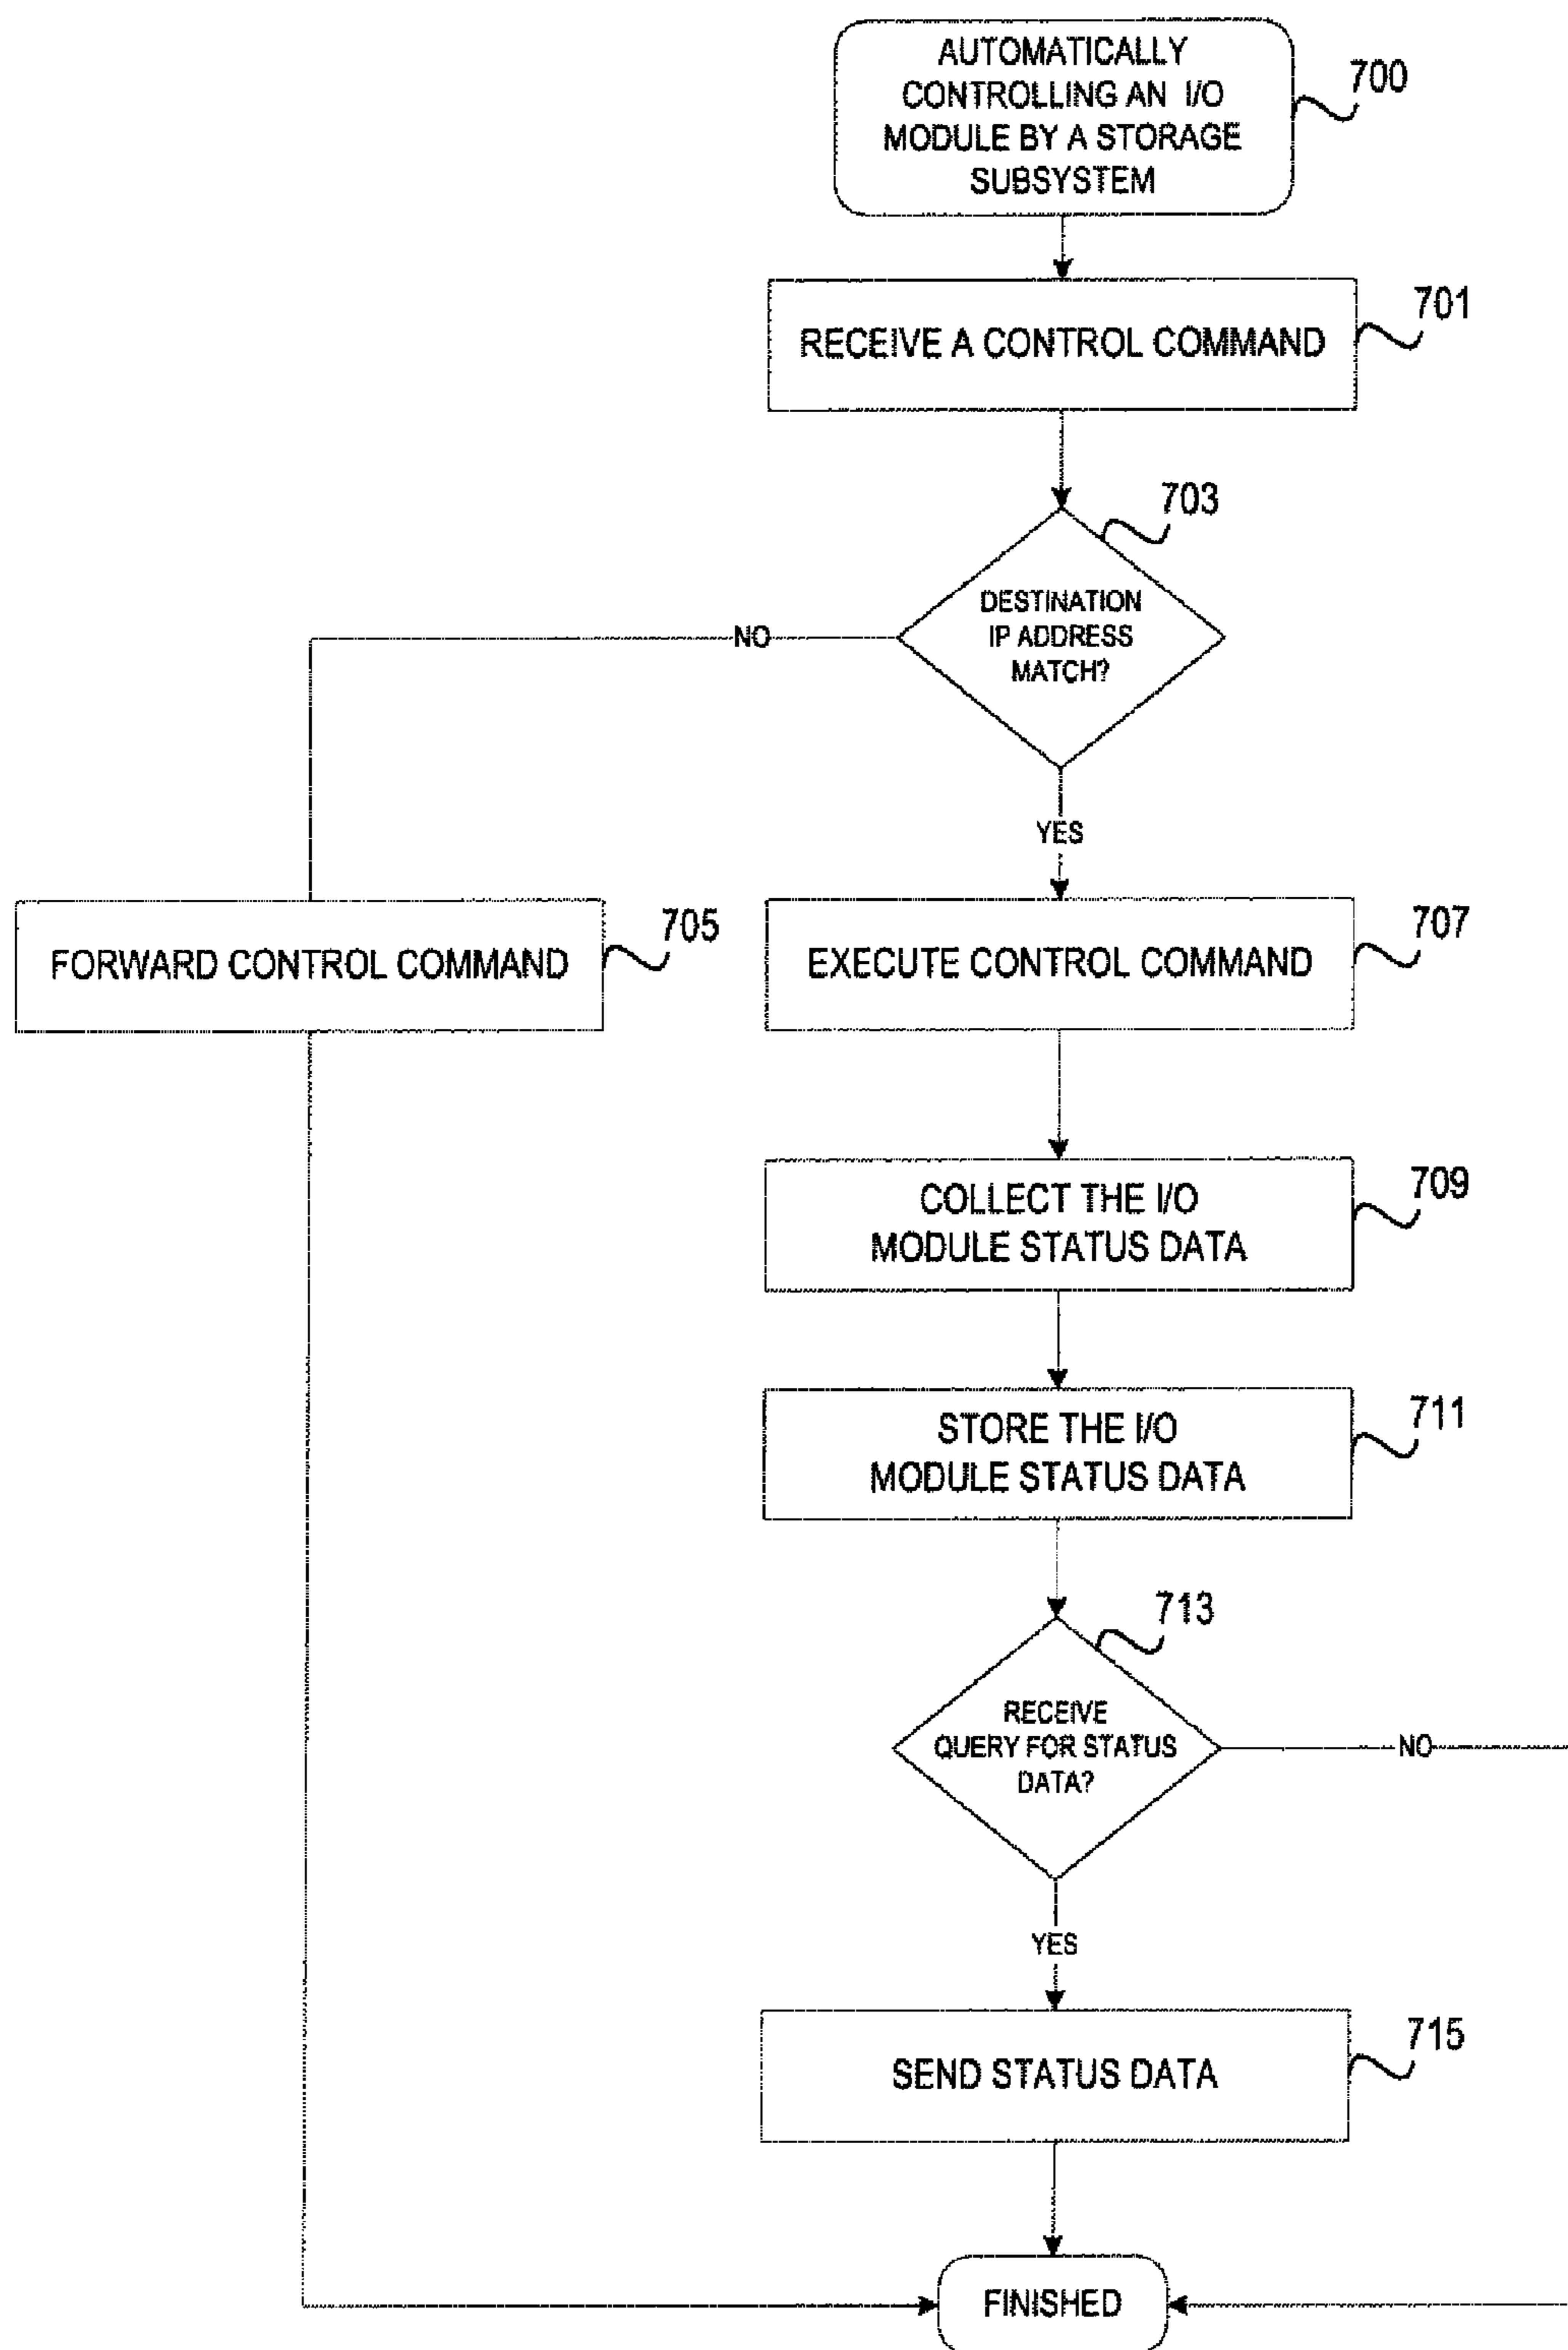 AUTOMATICALLY
CONTROLLING AN I/O
MODULE BY A STORAGE
SUBSYSTEM
700
RECEIVE A CONTROL COMMAND
701
703
DESTINATION
IP ADDRESS
MATCH?
NO
YES
FORWARD CONTROL COMMAND
705
EXECUTE CONTROL COMMAND
707
COLLECT THE I/O
MODULE STATUS DATA
709
STORE THE I/O
MODULE STATUS DATA
711
713
RECEIVE
QUERY FOR STATUS
DATA?
NO
YES
SEND STATUS DATA
715
FINISHED